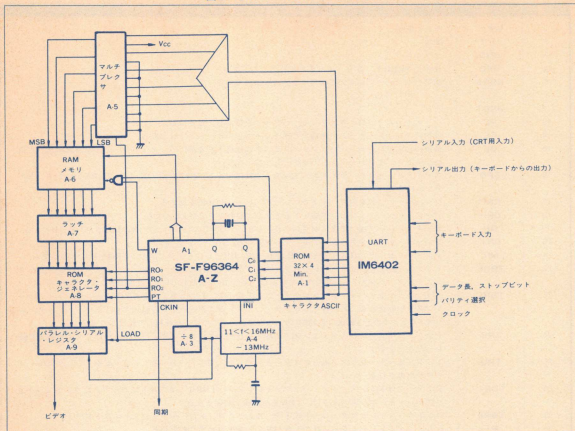 Vcc
マルチ
プレク
サ
A-5
MSB
LSB
RAM
メモリ
A-6
ラッチ
A-7
ROM
キャラクタ・
ジェネレータ
A-8
パラレル・シリアル
・レジスタ
A-9
ビデオ
W
A₁
Q
Q
SF-F96364
A-Z
RO₀
RO₁
RO₂
PT
C₀
C₁
C₂
CKIN
INI
LOAD
÷8
A-3
11<f<16MHz
A-4
-13MHz
同期
ROM
32×4
Min.
A-1
キャラクタASCII
UART
IM6402
シリアル入力（CRT用入力）
シリアル出力（キーボードからの出力）
キーボード入力
データ長，ストップビット
パリティ選択
クロック